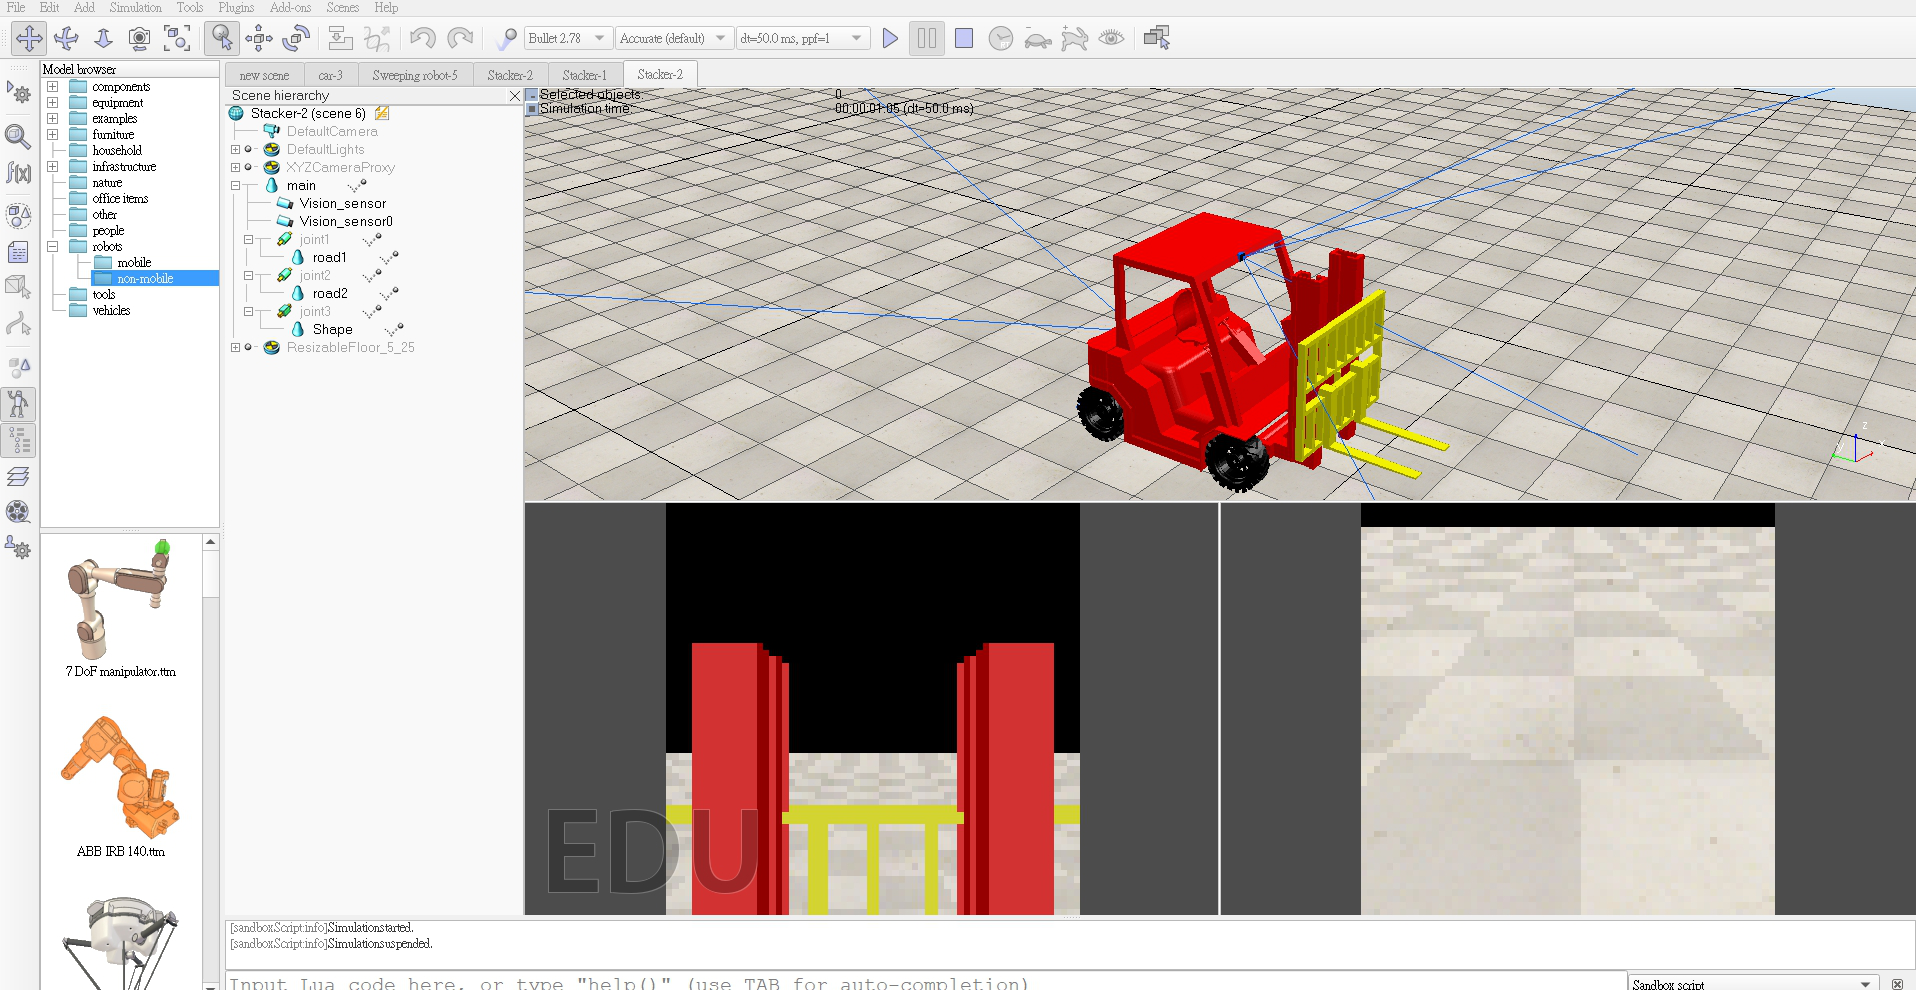 File Edit Add Simulation Tools Plugins Add-ons Scenes Help
Bullet 2.78 Accurate (default) dt=50.0 ms, ppf=1
Model browser
components
equipment
examples
furniture
household
infrastructure
nature
office items
other
people
robots
mobile
non-mobile
tools
vehicles
7 DoF manipulator.ttm
ABB IRB 140.ttm
new scene car-3 Sweeping robot-5 Stacker-2 Stacker-1 Stacker-2
Scene hierarchy
Stacker-2 (scene 6)
DefaultCamera
DefaultLights
XYZCameraProxy
main
Vision_sensor
Vision_sensor0
joint1
road1
joint2
road2
joint3
Shape
ResizableFloor_5_25
Selected objects: 0
Simulation time: 00:00:01.05 (dt=50.0 ms)
z
EDU
[sandboxScript:info]Simulationstarted.
[sandboxScript:info]Simulationsuspended.
Input Lua code here, or type "help()" (use TAB for auto-completion)
Sandbox script